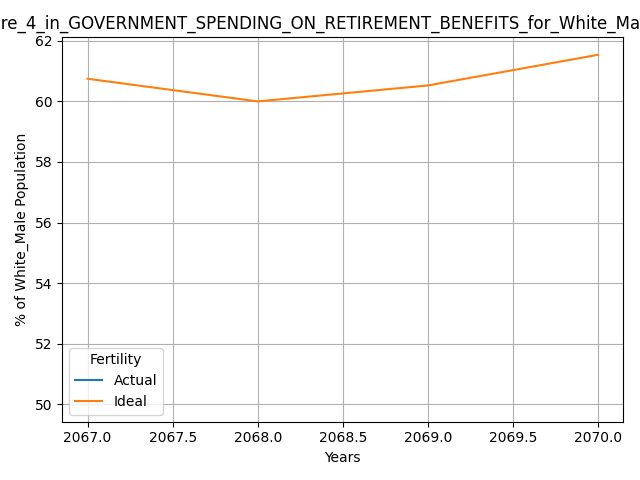 re_4_in_GOVERNMENT_SPENDING_ON_RETIREMENT_BENEFITS_for_White_Ma
62
60
58
56
54
52
50
% of White_Male Population
Fertility
Actual
Ideal
2067.0 2067.5 2068.0 2068.5 2069.0 2069.5 2070.0
Years